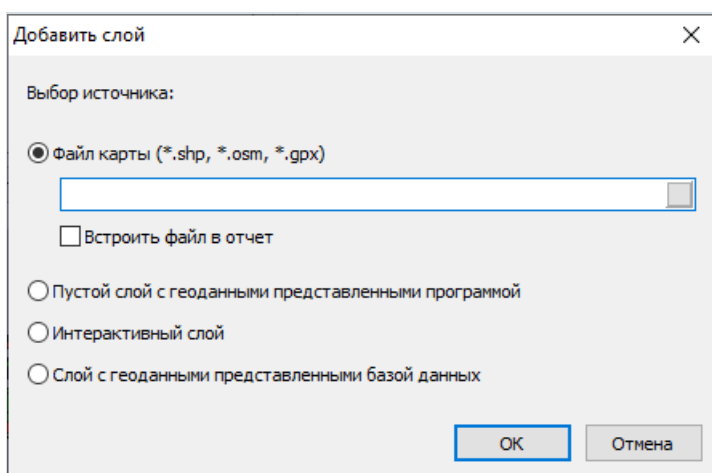 Добавить слой
Выбор источника:
Файл карты (*.shp, *.osm, *.gpx)
Встроить файл в отчет
Пустой слой с геоданными представленными программой
Интерактивный слой
Слой с геоданными представленными базой данных
ОК Отмена